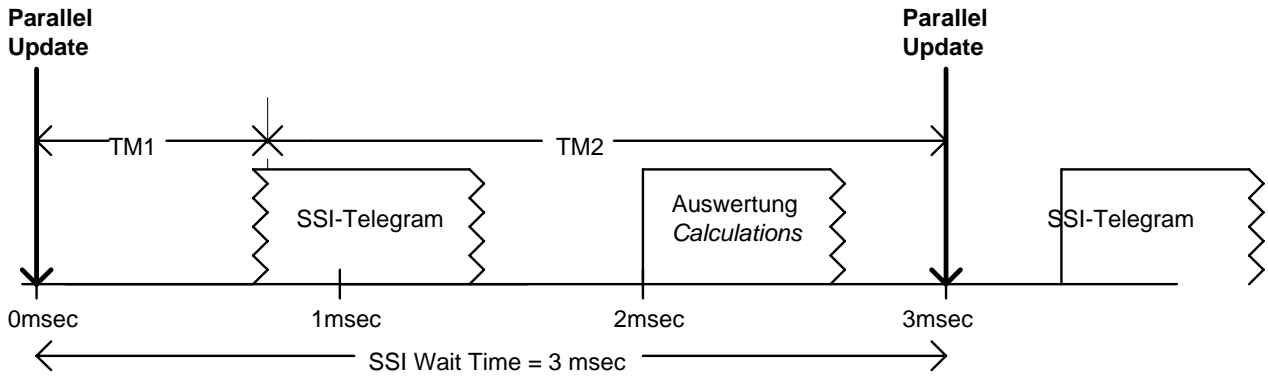 Parallel
Update
Parallel
Update
TM1
TM2
SSI-Telegram
Auswertung
Calculations
SSI-Telegram
0msec
1msec
2msec
3msec
SSI Wait Time = 3 msec